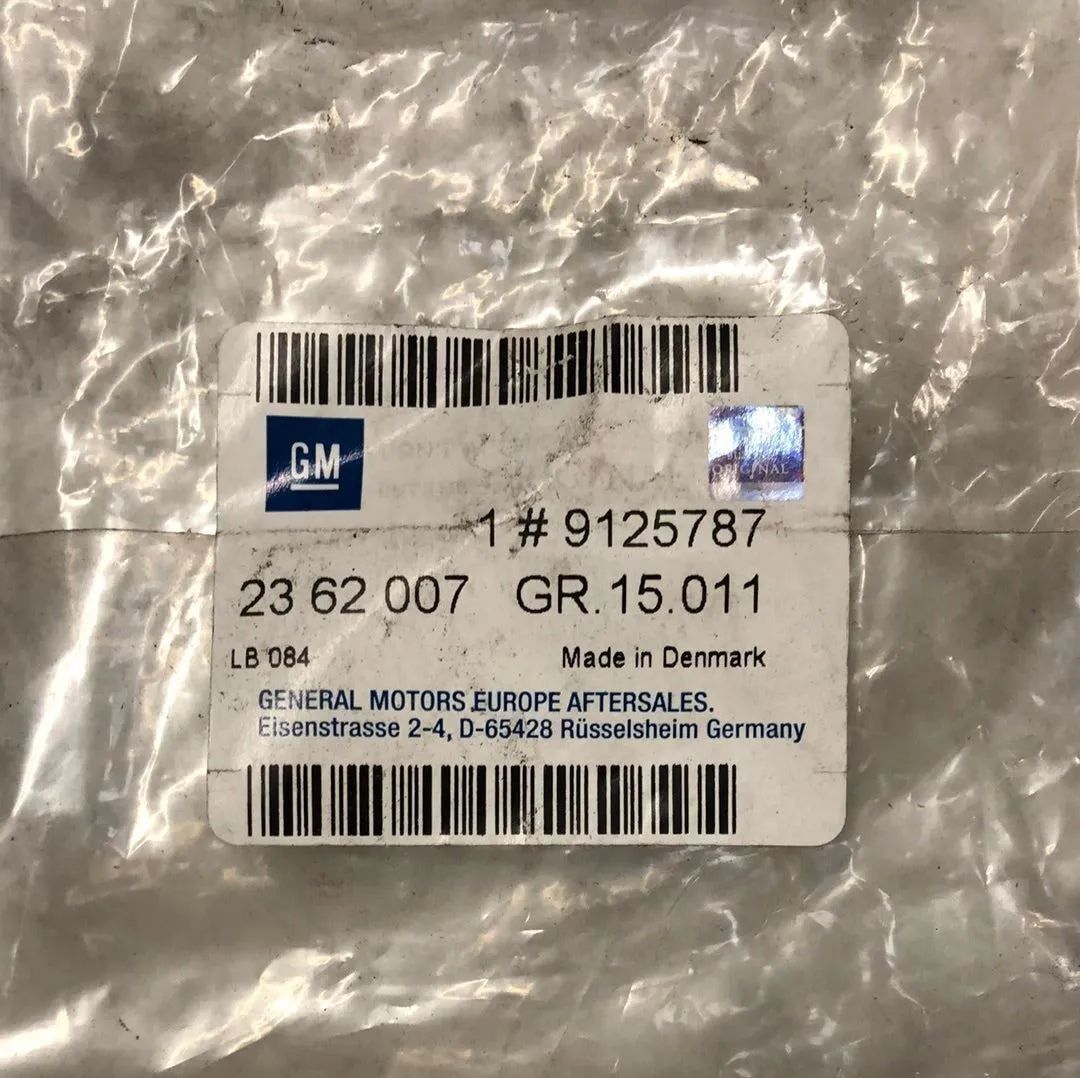 GM
ORIGINAL
1 # 9125787
23 62 007 GR.15.011
LB 084 Made in Denmark
GENERAL MOTORS EUROPE AFTERSALES.
Eisenstrasse 2-4, D-65428 Rüsselsheim Germany